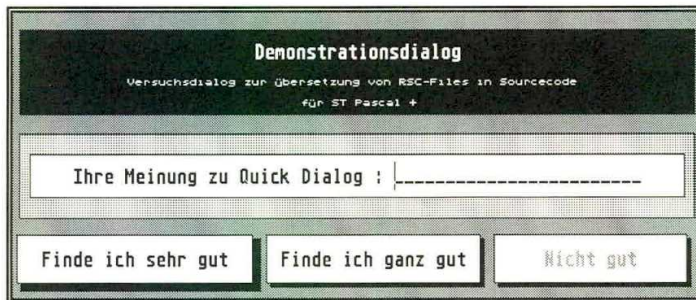 Demonstrationsdialog
Versuchsdialog zur übersetzung von RSC-Files in Sourcecode
für ST Pascal +
Ihre Meinung zu Quick Dialog : _________________________
Finde ich sehr gut
Finde ich ganz gut
Nicht gut